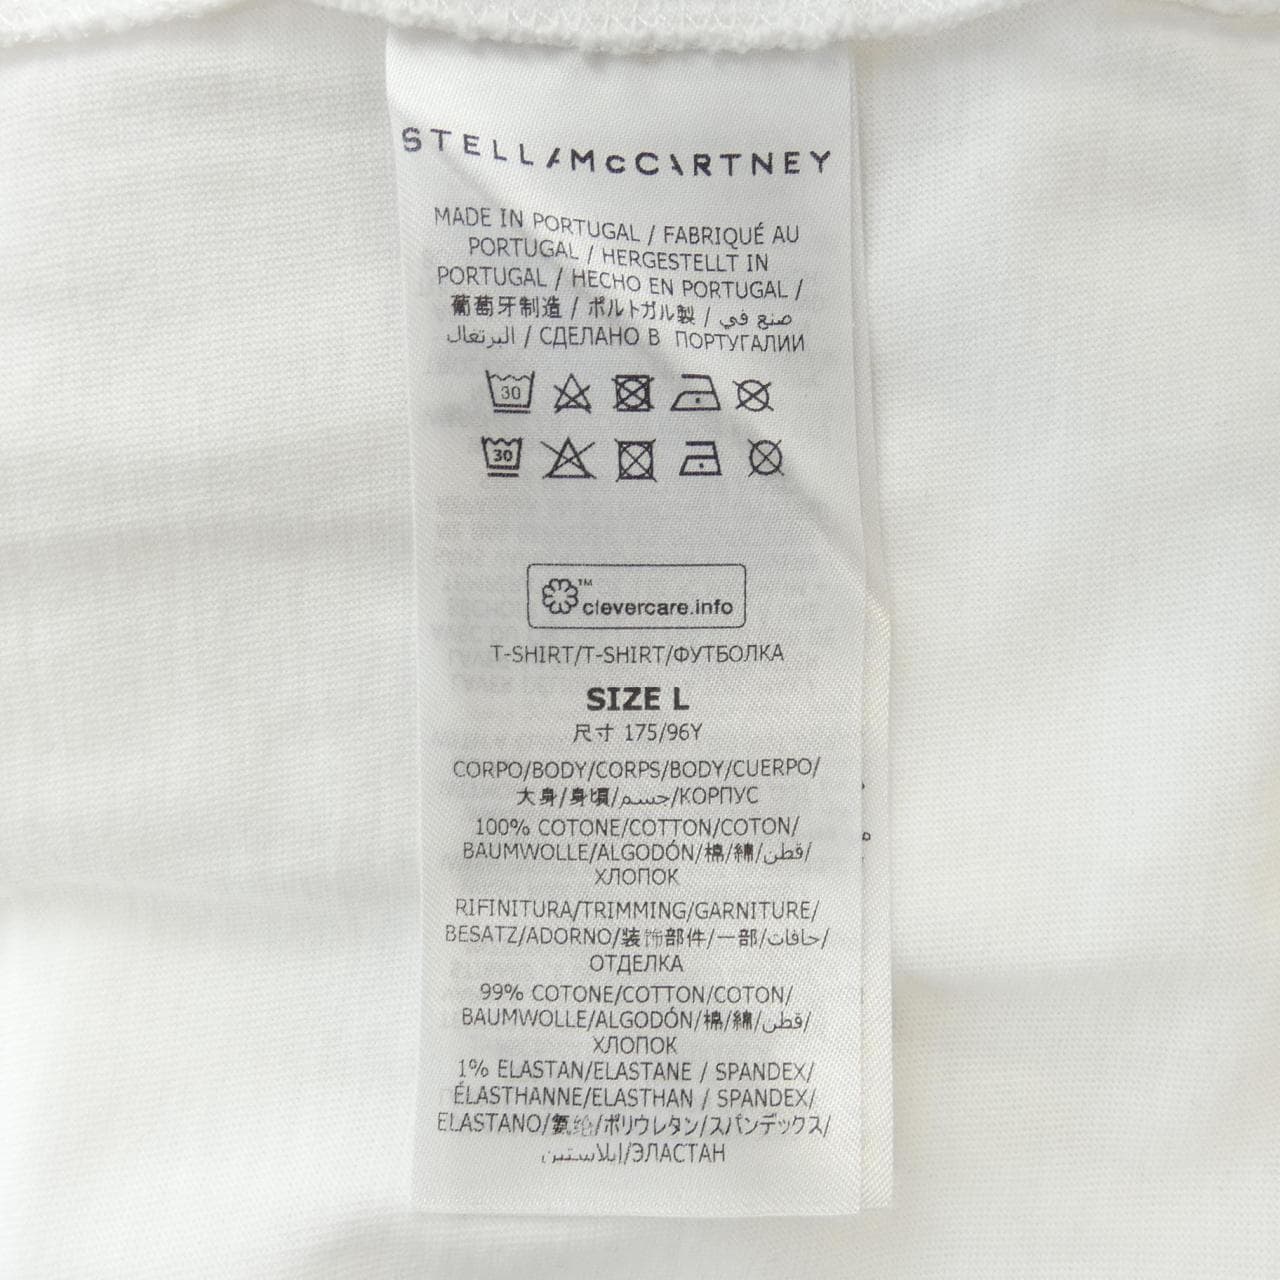 STELLAMcCARTNEY
MADE IN PORTUGAL / FABRIQUÉ AU
PORTUGAL / HERGESTELLT IN
PORTUGAL / HECHO EN PORTUGAL /
葡萄牙制造 / ポルトガル製 / صنع في
البرتغال / СДЕЛАНО В ПОРТУГАЛИИ
30
30
™
clevercare.info
T-SHIRT/T-SHIRT/ФУТБОЛКА
SIZE L
尺寸 175/96Y
CORPO/BODY/CORPS/BODY/CUERPO/
大身/身頃/جسم/КОРПУС
100% COTONE/COTTON/COTON/
BAUMWOLLE/ALGODÓN/棉/綿/قطن/
ХЛОПОК
RIFINITURA/TRIMMING/GARNITURE/
BESATZ/ADORNO/装饰部件/一部/حافات/
ОТДЕЛКА
99% COTONE/COTTON/COTON/
BAUMWOLLE/ALGODÓN/棉/綿/قطن/
ХЛОПОК
1% ELASTAN/ELASTANE / SPANDEX/
ÉLASTHANNE/ELASTHAN / SPANDEX/
ELASTANO/氨纶/ポリウレタン/スパンデックス/
إيلاستين/ЭЛАСТАН